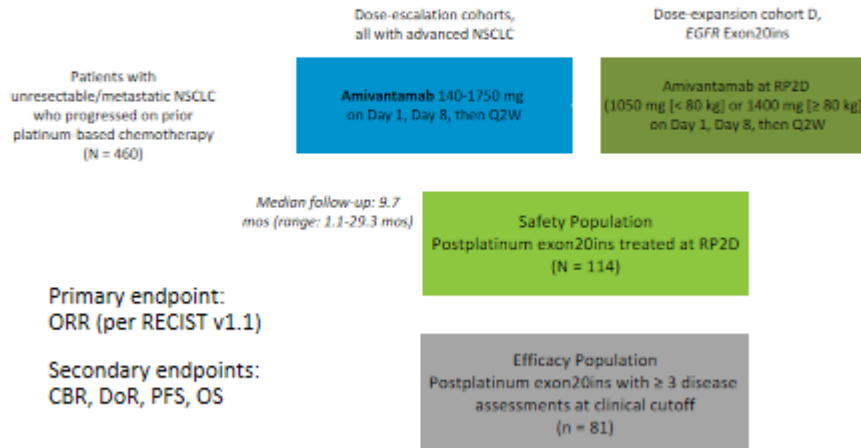 Dose-escalation cohorts,
all with advanced NSCLC
Dose-expansion cohort D,
EGFR Exon20ins
Patients with
unresectable/metastatic NSCLC
who progressed on prior
platinum-based chemotherapy
(N = 460)
Amivantamab 140-1750 mg
on Day 1, Day 8, then Q2W
Amivantamab at RP2D
(1050 mg [< 80 kg] or 1400 mg [≥ 80 kg]
on Day 1, Day 8, then Q2W
Median follow-up: 9.7
mos (range: 1.1-29.3 mos)
Safety Population
Postplatinum exon20ins treated at RP2D
(N = 114)
Primary endpoint:
ORR (per RECIST v1.1)
Secondary endpoints:
CBR, DoR, PFS, OS
Efficacy Population
Postplatinum exon20ins with ≥ 3 disease
assessments at clinical cutoff
(n = 81)